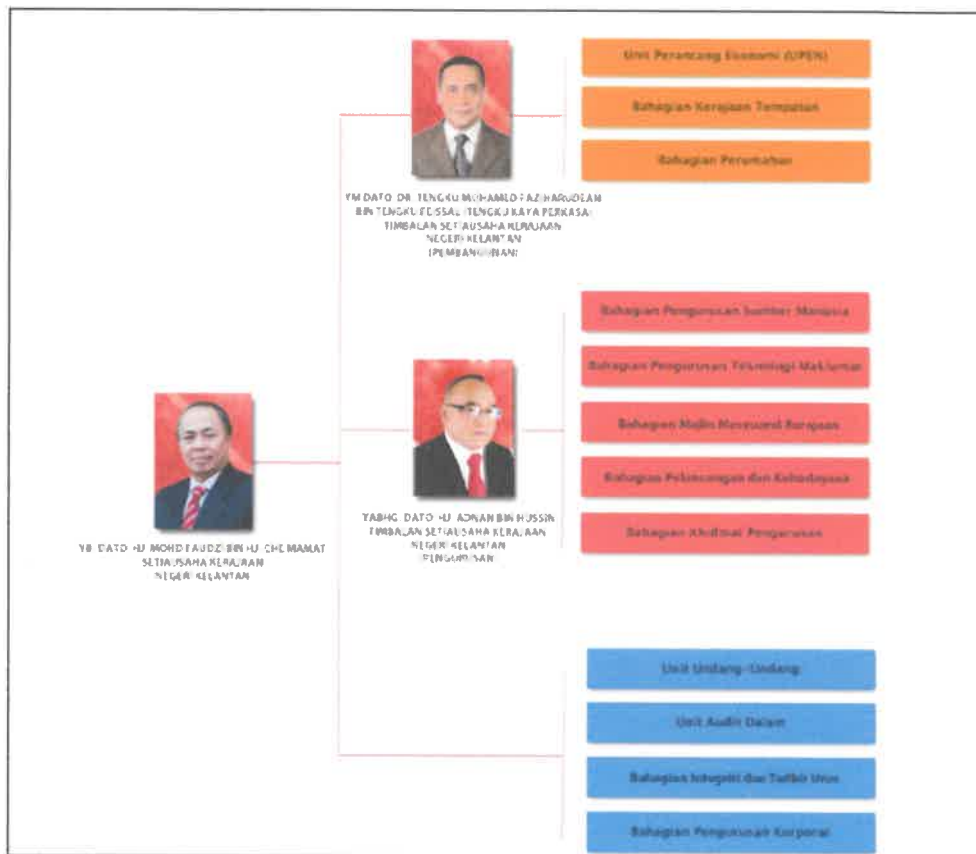 Unit Perancang Ekonomi (UPEN)
Bahagian Kerajaan Tempatan
Bahagian Perumahan
YM DATO DR TENGKU MOHAMED
BIN TENGKU TENGKU KAYA PERKASA
TIMBALAN SETIAUSAHA KERAJAAN
NEGERI KELANTAN
(PEMBANGUNAN)
Bahagian Pengurusan Sumber Manusia
Bahagian Pengurusan Teknologi Maklumat
Bahagian Majlis Mesyuarat Kerajaan
Bahagian Pelancongan dan Kebudayaan
Bahagian Khidmat Pengurusan
YABHG. DATO HJ. ADNAN BIN HUSSIN
TIMBALAN SETIAUSAHA KERAJAAN
NEGERI KELANTAN
PENGURUSAN
YB. DATO HJ MOHD FAUDZI BIN HJ. CHE MAMAT
SETIAUSAHA KERAJAAN
NEGERI KELANTAN
Unit Undang-Undang
Unit Audit Dalam
Bahagian Integriti dan Tadbir Urus
Bahagian Pengurusan Korporat